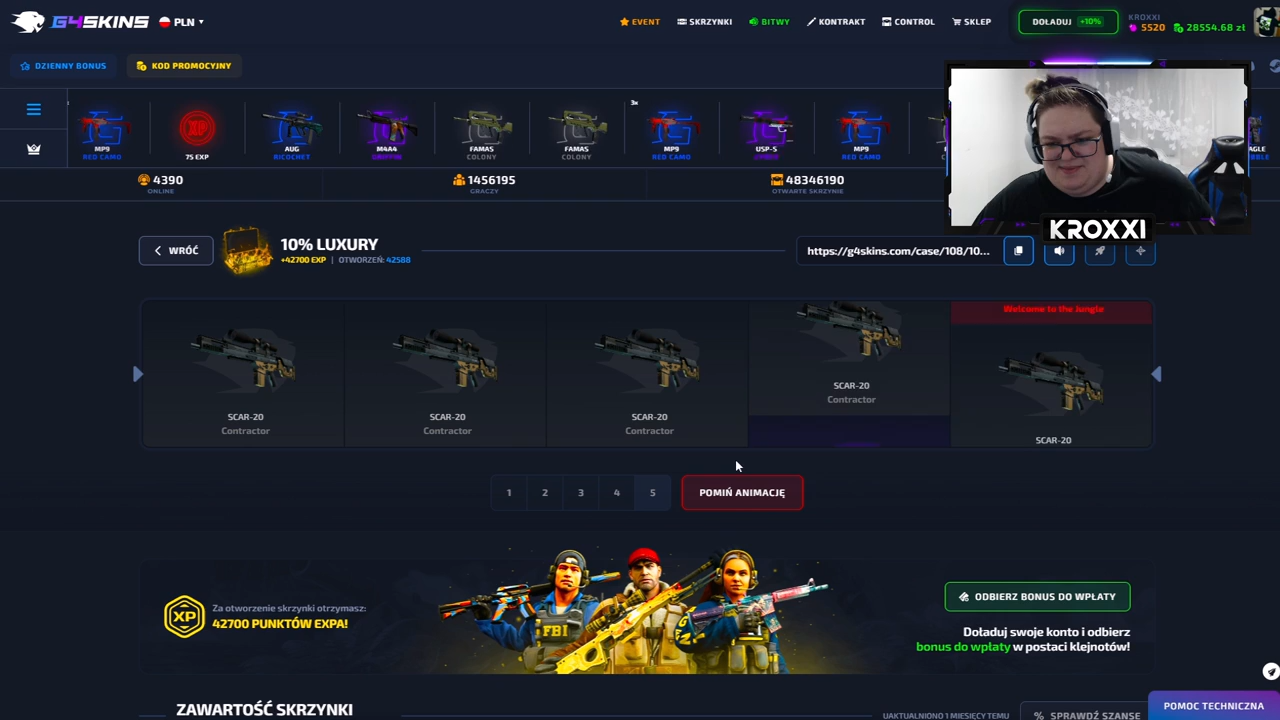 G4SKINS
PLN
EVENT
SKRZYNKI
BITWY
KONTRAKT
CONTROL
SKLEP
DOŁADUJ +10%
KROXXI
5520 28554.68 zł
DZIENNY BONUS
KOD PROMOCYJNY
MP9
RED CAMO
XP
75 EXP
AUG
RICOCHET
M4A4
GRIFFIN
FAMAS
COLONY
FAMAS
COLONY
3x
MP9
RED CAMO
USP-S
MP9
RED CAMO
4390
ONLINE
1456195
GRACZY
48346190
OTWARTE SKRZYNIE
KROXXI
WRÓĆ
10% LUXURY
+42700 EXP | OTWORZEŃ: 42588
https://g4skins.com/case/108/10...
SCAR-20
Contractor
SCAR-20
Contractor
SCAR-20
Contractor
SCAR-20
Contractor
Welcome to the Jungle
SCAR-20
1 2 3 4 5
POMIŃ ANIMACJĘ
XP
Za otworzenie skrzynki otrzymasz:
42700 PUNKTÓW EXPA!
FBI
ODBIERZ BONUS DO WPŁATY
Doładuj swoje konto i odbierz
bonus do wpłaty w postaci klejnotów!
ZAWARTOŚĆ SKRZYNKI
UAKTUALNIONO 1 MIESIĘCY TEMU
% SPRAWDŹ SZANSE
POMOC TECHNICZNA